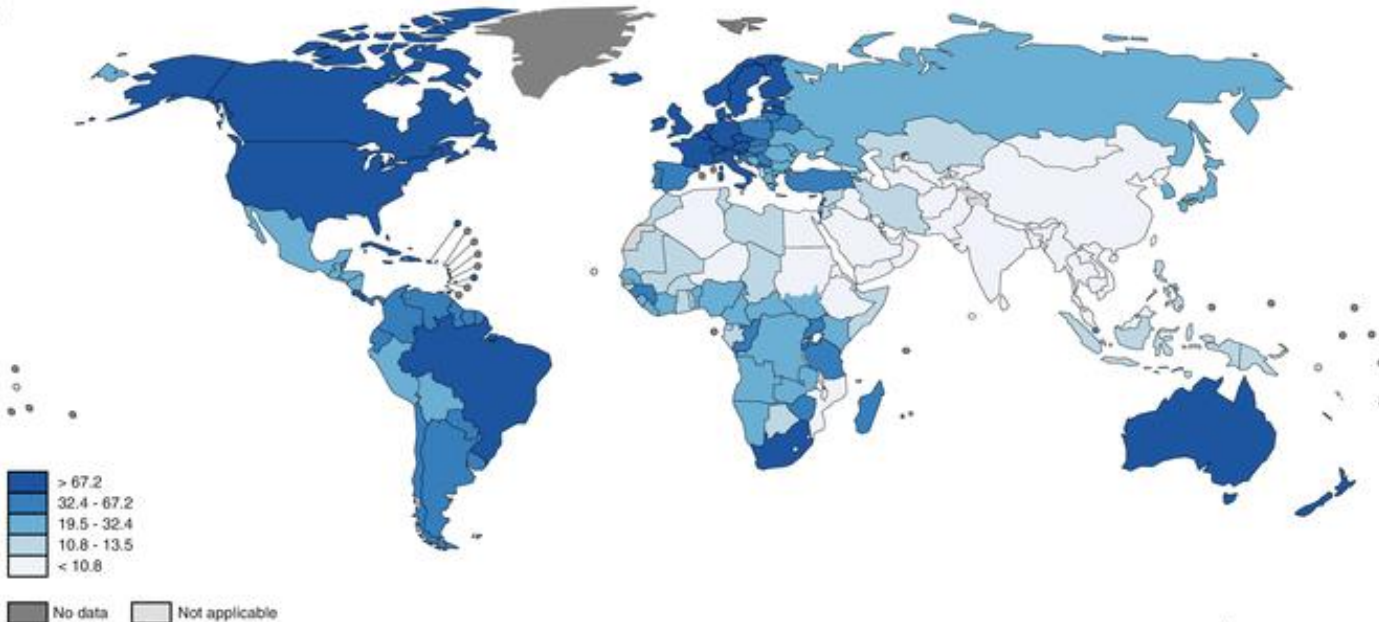 > 67.2
32.4 - 67.2
19.5 - 32.4
10.8 - 13.5
< 10.8
No data
Not applicable